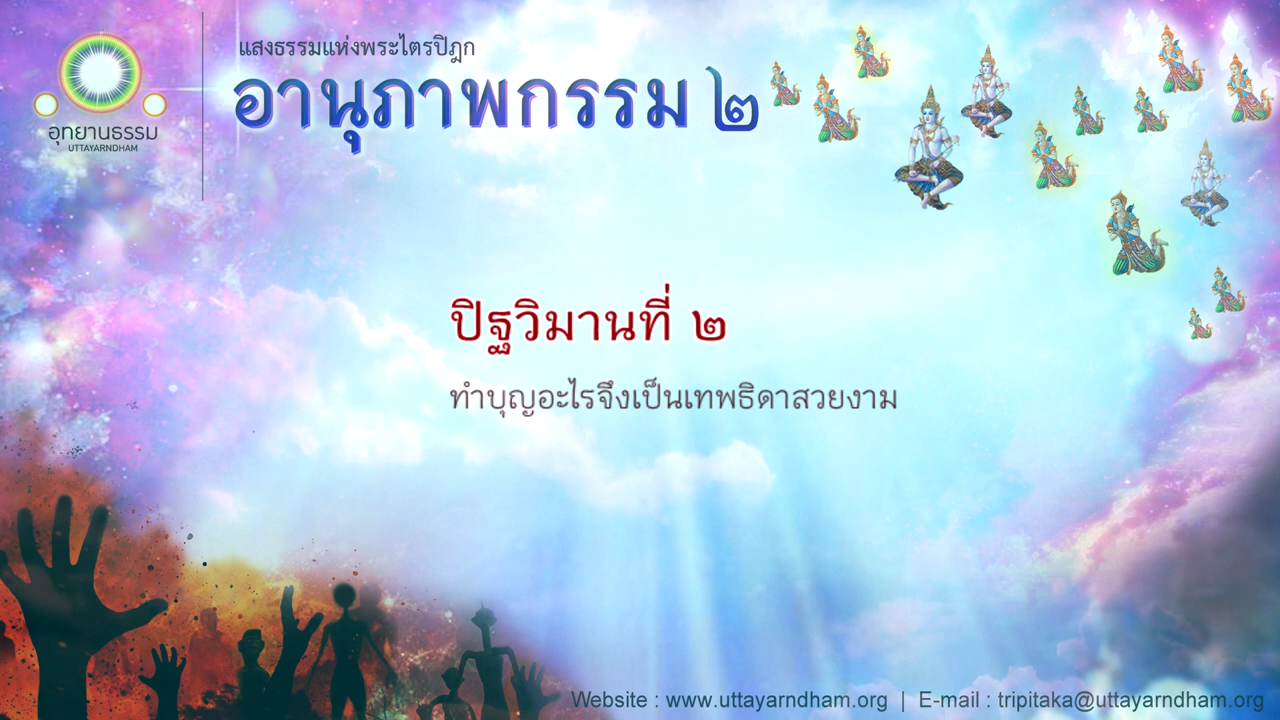 อุทยานธรรม
UTTAYARNDHAM
แสงธรรมแห่งพระไตรปิฎก
อานุภาพกรรม ๒
ปิฐวิมานที่ ๒
ทำบุญอะไรจึงเป็นเทพธิดาสวยงาม
Website : www.uttayarndham.org | E-mail : tripitaka@uttayarndham.org